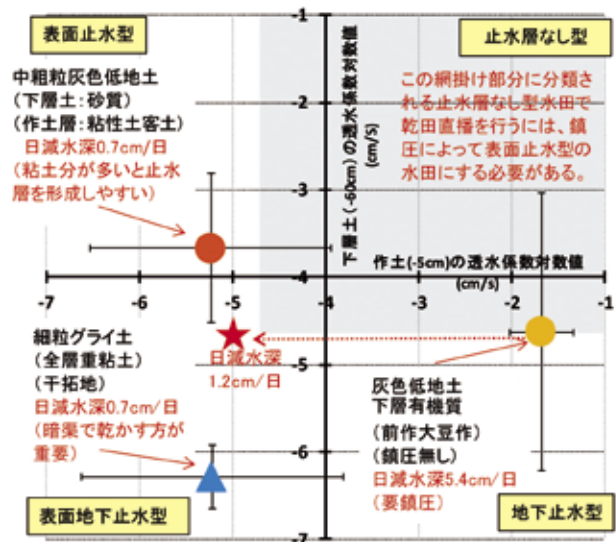 表面止水型
中粗粒灰色低地土
(下層土:砂質)
(作土層:粘性土客土)
日減水深0.7cm/日
(粘土分が多いと止水
層を形成しやすい)
-1
-2
-3
-4
-5
-6
-7
下層土(-60cm)の透水係数対数値
(cm/S)
止水層なし型
この網掛け部分に分類さ
れる止水層なし型水田で
乾田直播を行うには、鎮
圧によって表面止水型の
水田にする必要がある。
作土(-5cm)の透水係数対数値
(cm/s)
-7
-6
-5
-4
-3
-2
-1
細粒グライ土
(全層重粘土)
(干拓地)
日減水深0.7cm/日
(暗渠で乾かす方が
重要)
表面地下止水型
日減水深
1.2cm/日
灰色低地土
下層有機質
(前作大豆作)
(鎮圧無し)
日減水深5.4cm/日
(要鎮圧)
地下止水型